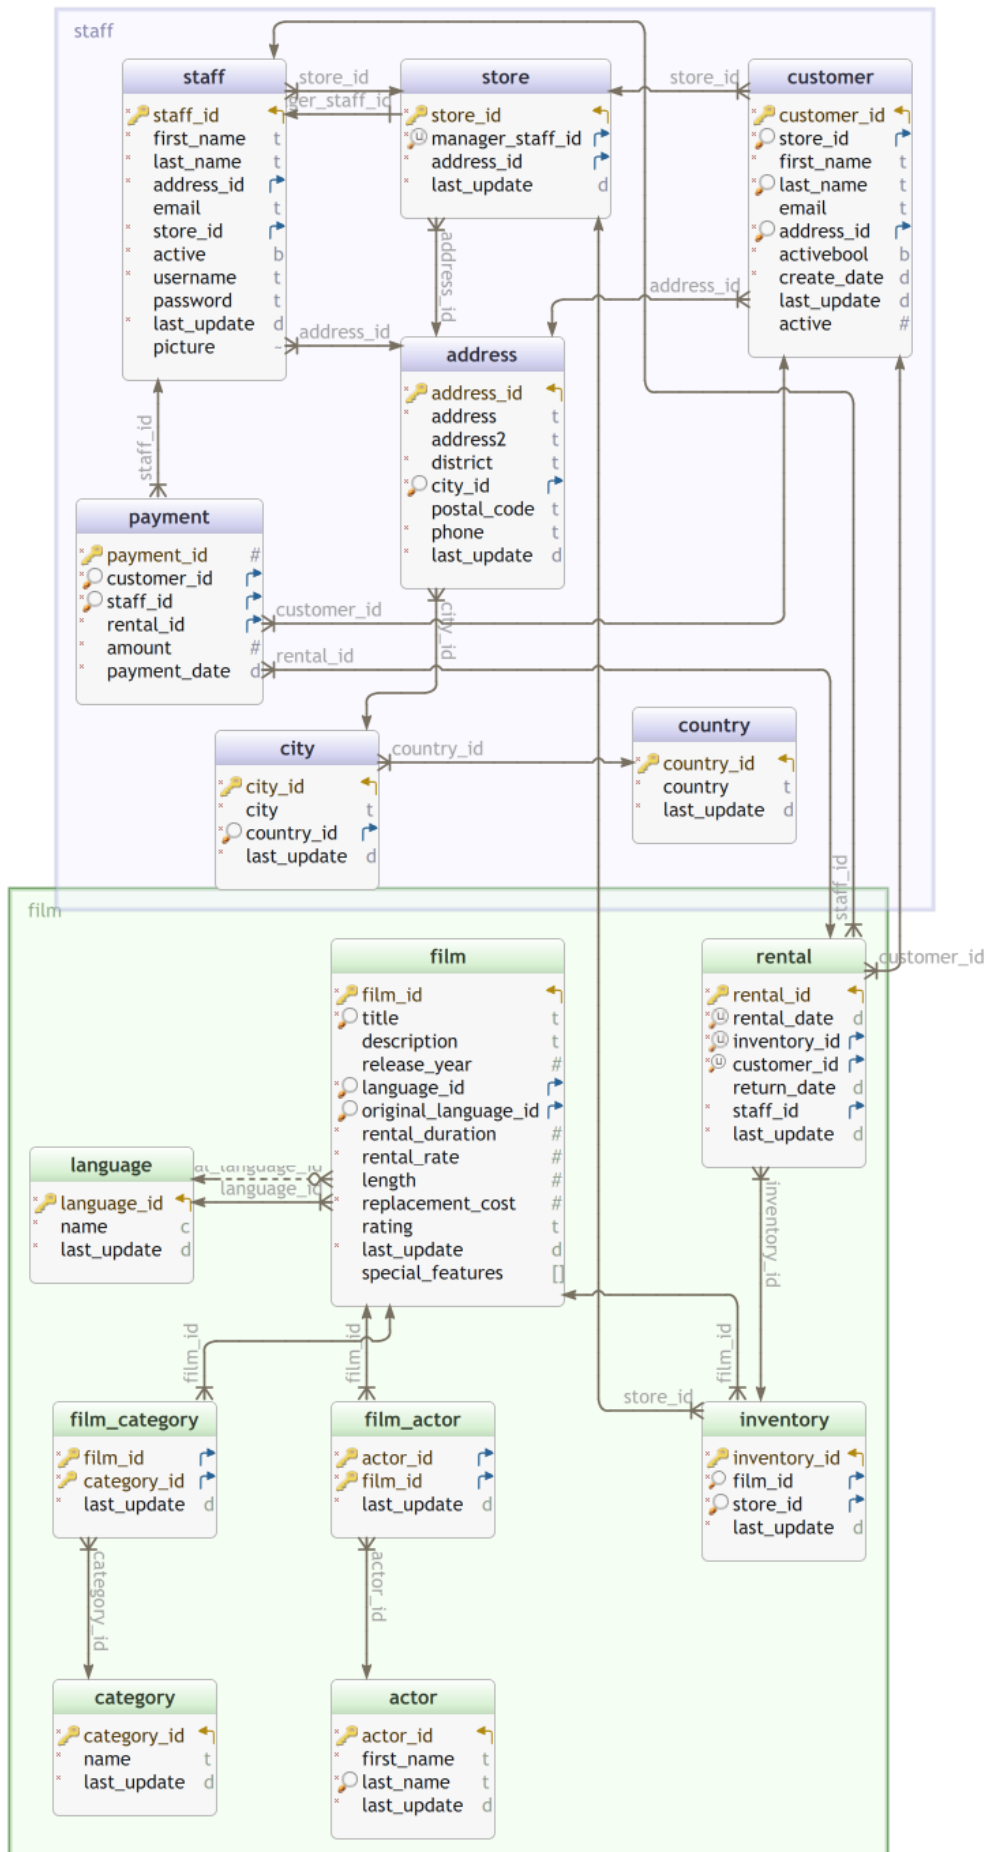 staff
staff
staff_id
first_name t
last_name t
address_id
email t
store_id
active b
username t
password t
last_update d
picture ~
store_id
ger_staff_id
store
store_id
manager_staff_id
address_id
last_update d
store_id
customer
customer_id
store_id
first_name t
last_name t
email t
address_id
activebool b
create_date d
last_update d
active #
address_id
address_id
address_id
address
address_id
address t
address2 t
district t
city_id
postal_code t
phone t
last_update d
staff_id
payment
payment_id #
customer_id
staff_id
rental_id
amount #
payment_date d
customer_id
rental_id
city_id
city
city_id
city t
country_id
last_update d
country_id
country
country_id
country t
last_update d
staff_id
customer_id
film
film
film_id
title t
description t
release_year #
language_id
original_language_id
rental_duration #
rental_rate #
length #
replacement_cost #
rating t
last_update d
special_features []
rental
rental_id
rental_date d
inventory_id
customer_id
return_date d
staff_id
last_update d
language
language_id
name c
last_update d
al_language_id
language_id
inventory_id
film_id
film_id
film_id
store_id
film_category
film_id
category_id
last_update d
film_actor
actor_id
film_id
last_update d
inventory
inventory_id
film_id
store_id
last_update d
category_id
actor_id
category
category_id
name t
last_update d
actor
actor_id
first_name t
last_name t
last_update d